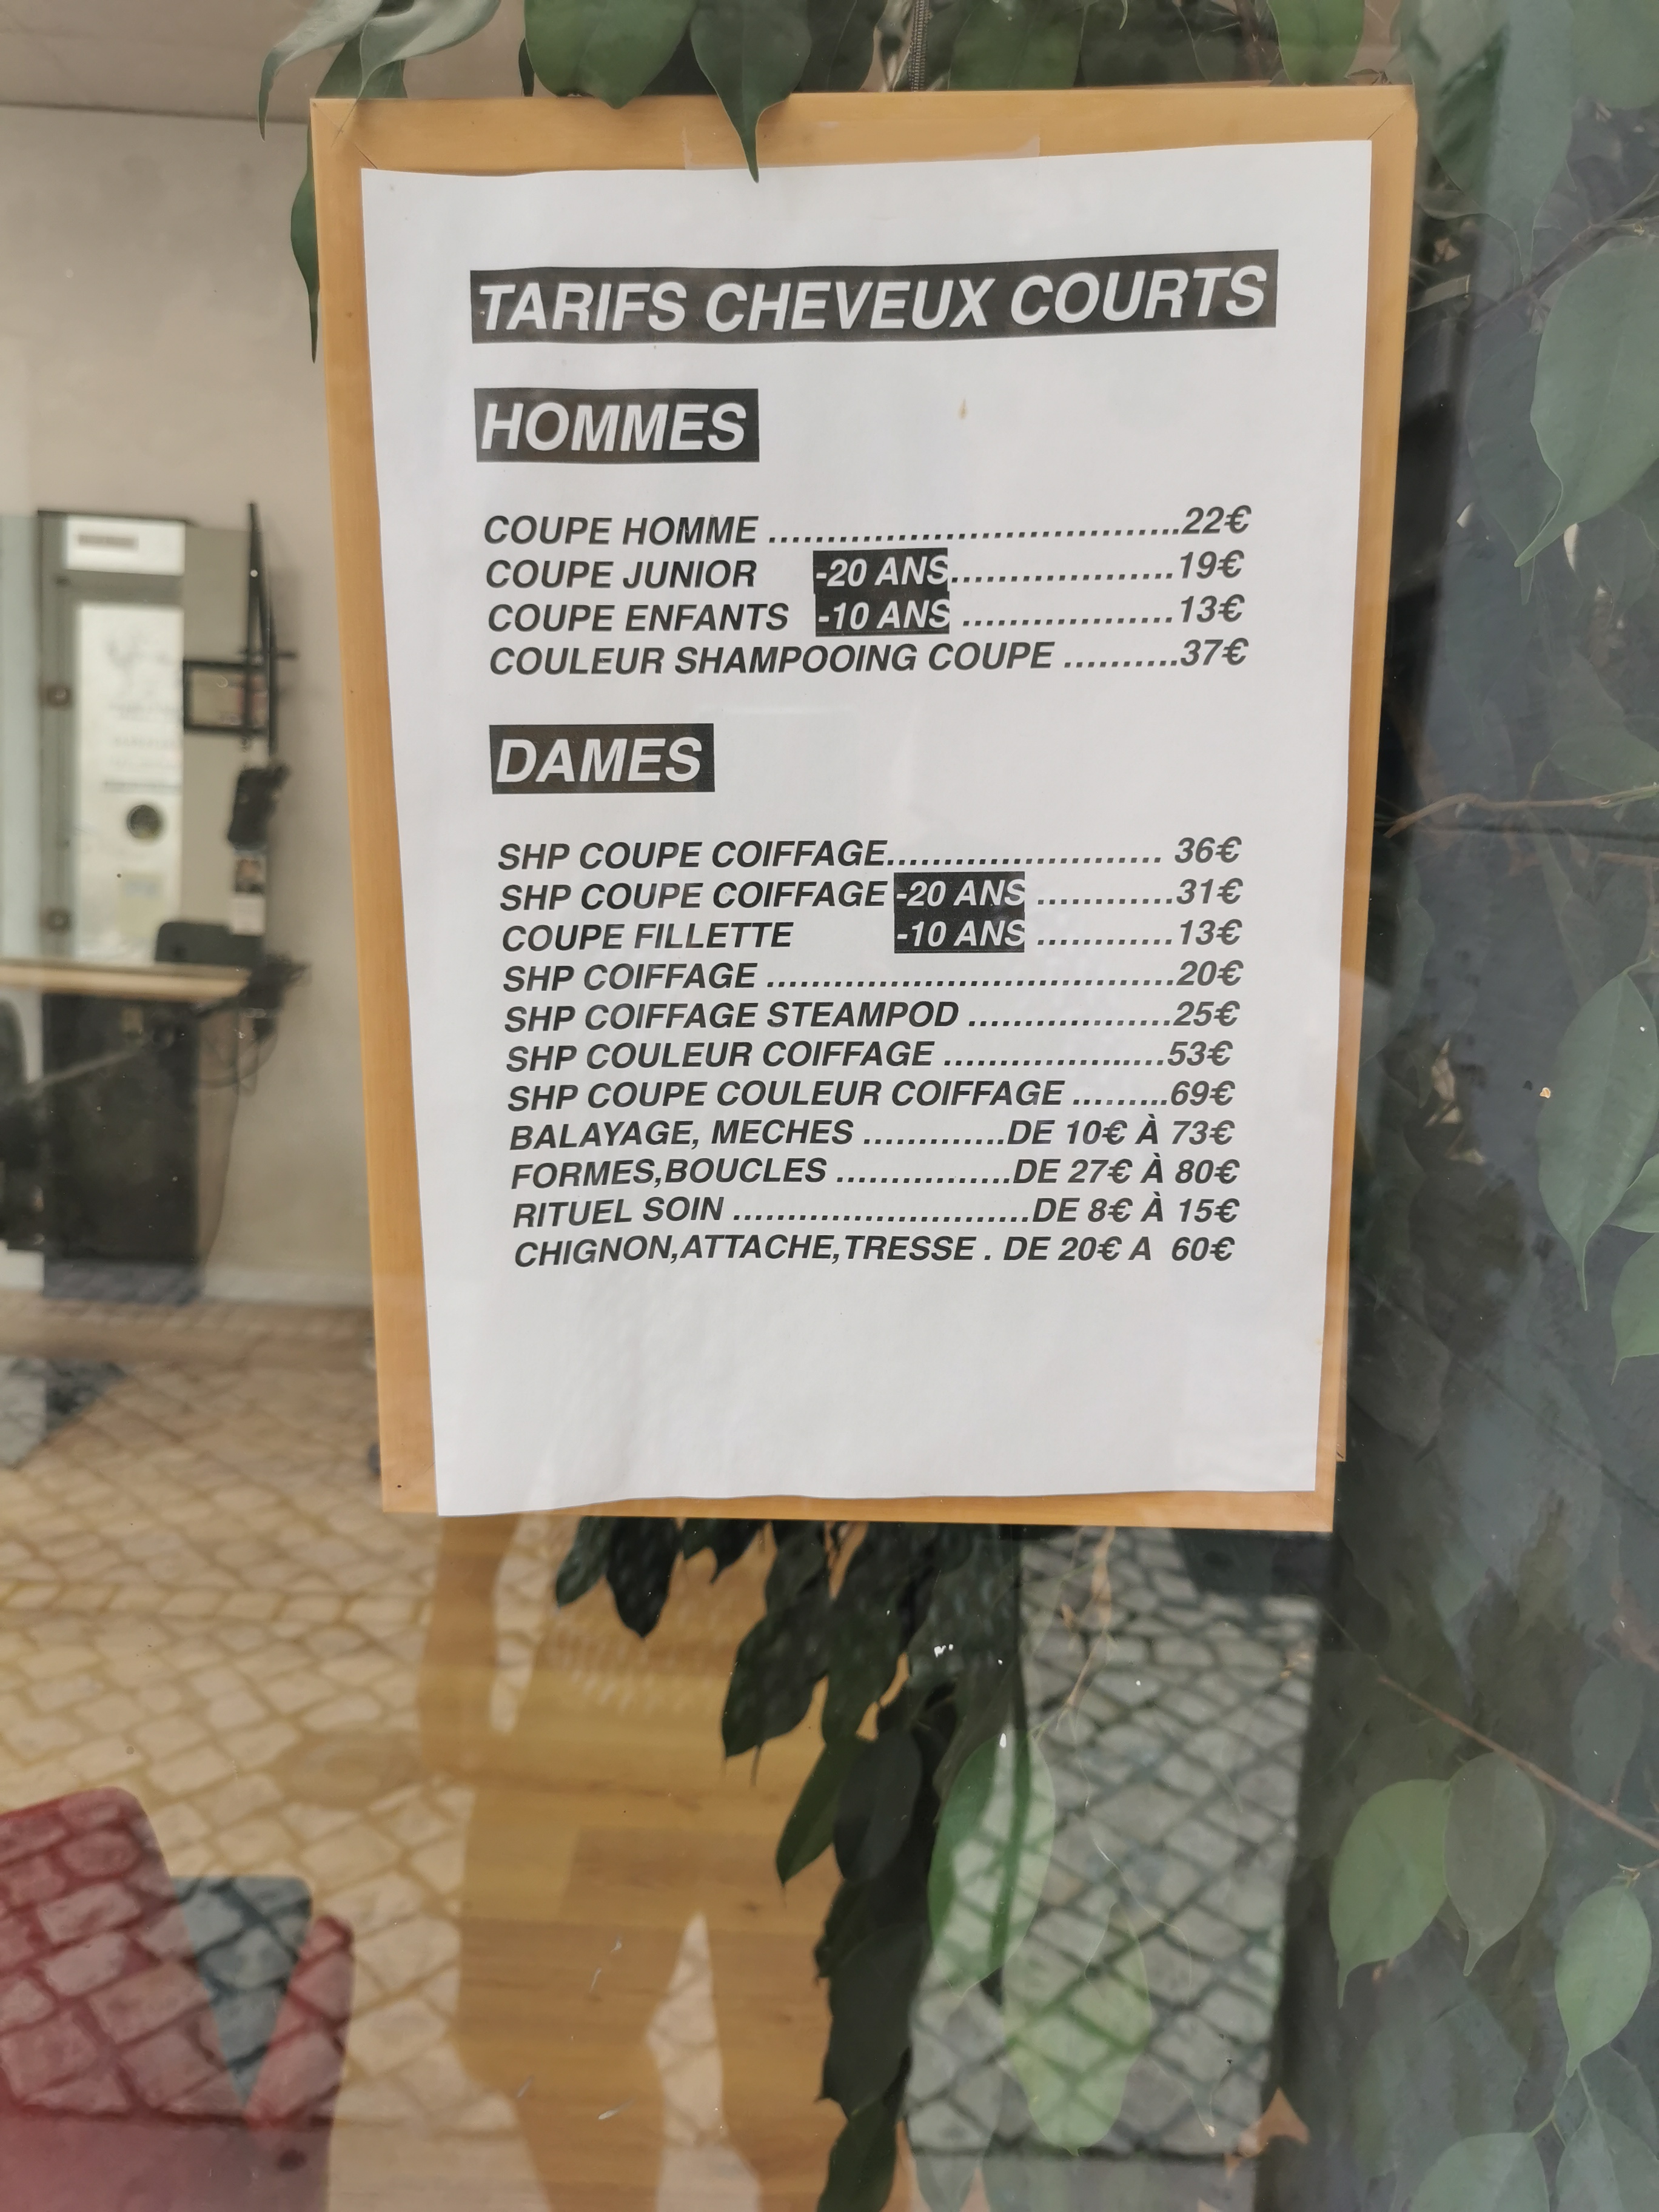 TARIFS CHEVEUX COURTS
HOMMES
COUPE HOMME ....................................22€
COUPE JUNIOR -20 ANS...................19€
COUPE ENFANTS -10 ANS ..................13€
COULEUR SHAMPOOING COUPE ..........37€
DAMES
SHP COUPE COIFFAGE........................ 36€
SHP COUPE COIFFAGE -20 ANS ............31€
COUPE FILLETTE -10 ANS ............13€
SHP COIFFAGE ....................................20€
SHP COIFFAGE STEAMPOD ..................25€
SHP COULEUR COIFFAGE ....................53€
SHP COUPE COULEUR COIFFAGE .........69€
BALAYAGE, MECHES .............DE 10€ À 73€
FORMES,BOUCLES ................DE 27€ À 80€
RITUEL SOIN ...........................DE 8€ À 15€
CHIGNON,ATTACHE,TRESSE . DE 20€ A 60€